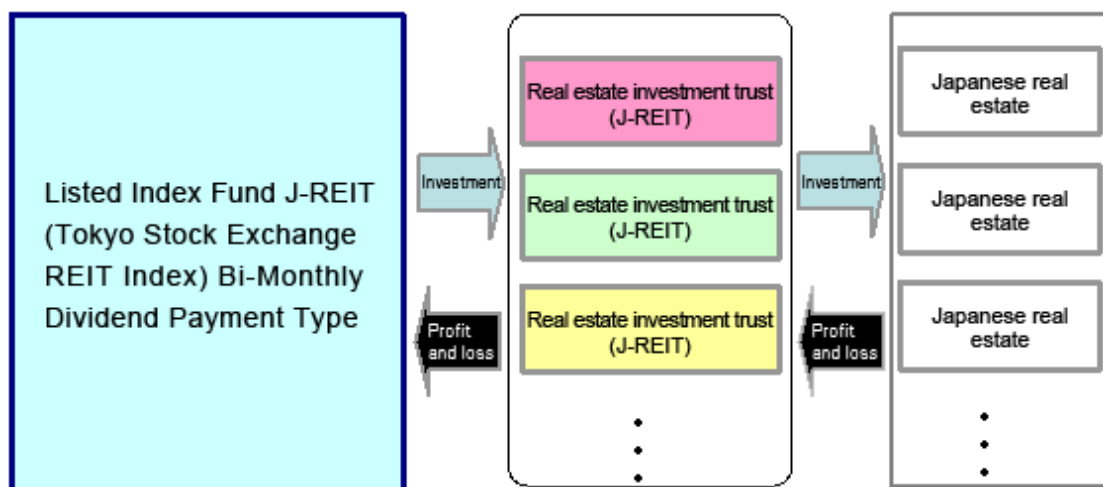 Listed Index Fund J-REIT
(Tokyo Stock Exchange
REIT Index) Bi-Monthly
Dividend Payment Type
Investment
Profit
and loss
Real estate investment trust
(J-REIT)
Real estate investment trust
(J-REIT)
Real estate investment trust
(J-REIT)
Investment
Profit
and loss
Japanese real
estate
Japanese real
estate
Japanese real
estate